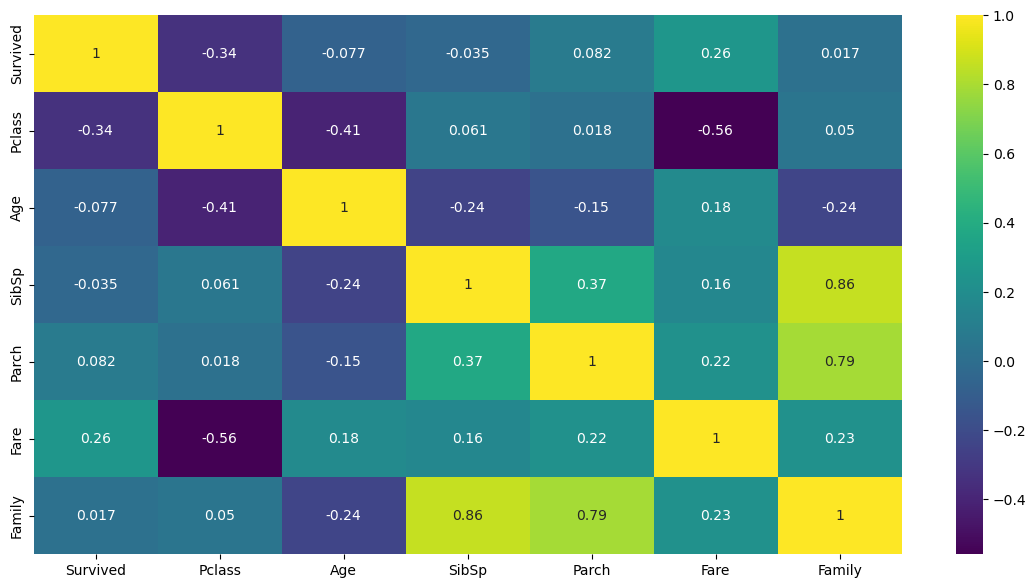 Survived 1 -0.34 -0.077 -0.035 0.082 0.26 0.017
Pclass -0.34 1 -0.41 0.061 0.018 -0.56 0.05
Age -0.077 -0.41 1 -0.24 -0.15 0.18 -0.24
SibSp -0.035 0.061 -0.24 1 0.37 0.16 0.86
Parch 0.082 0.018 -0.15 0.37 1 0.22 0.79
Fare 0.26 -0.56 0.18 0.16 0.22 1 0.23
Family 0.017 0.05 -0.24 0.86 0.79 0.23 1
Survived Pclass Age SibSp Parch Fare Family
1.0
0.8
0.6
0.4
0.2
0.0
−0.2
−0.4